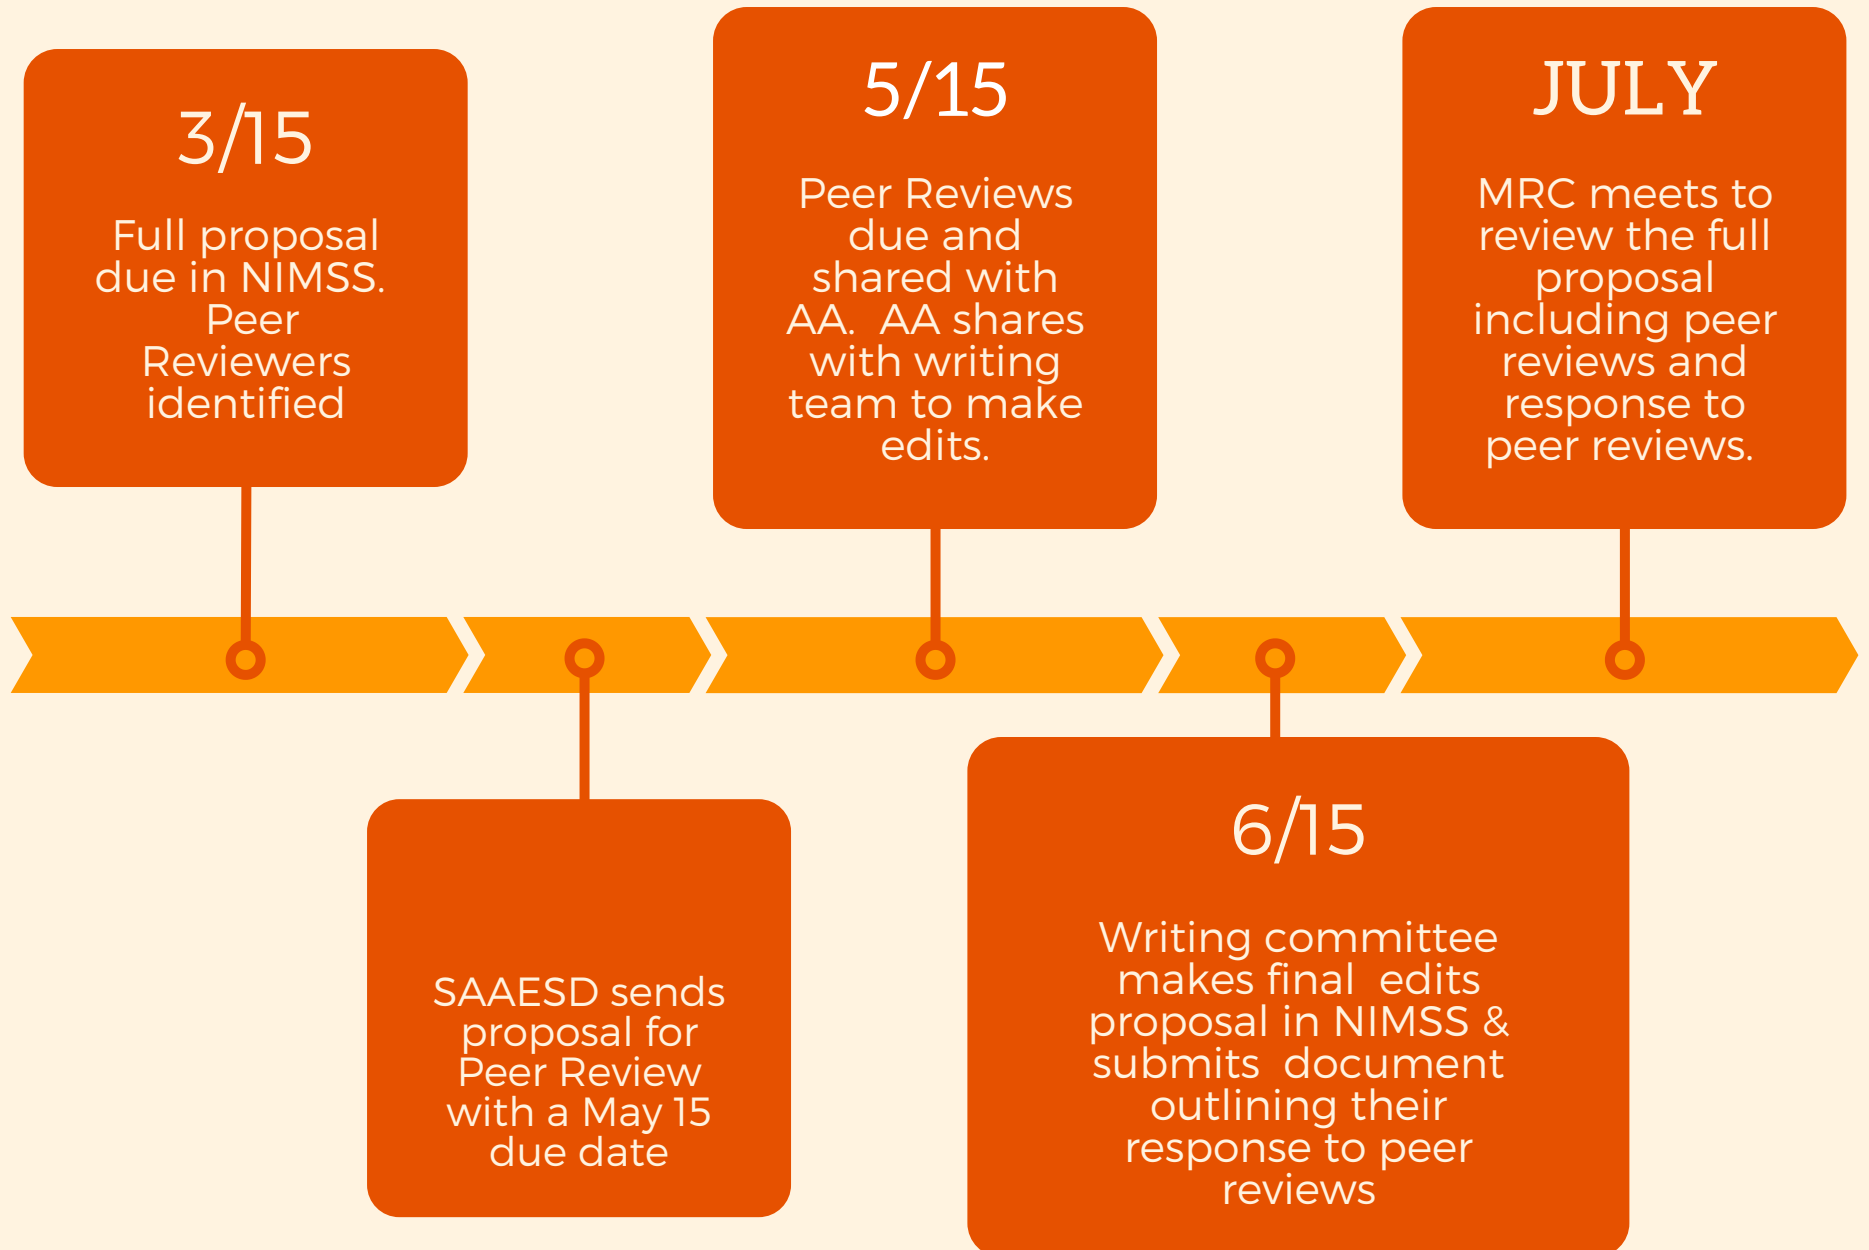 3/15
Full proposal
due in NIMSS.
Peer
Reviewers
identified
SAAESD sends
proposal for
Peer Review
with a May 15
due date
5/15
Peer Reviews
due and
shared with
AA.  AA shares
with writing
team to make
edits.
6/15
Writing committee
makes final  edits
proposal in NIMSS &
submits  document
outlining their
response to peer
reviews
JULY
MRC meets to
review the full
proposal
including peer
reviews and
response to
peer reviews.